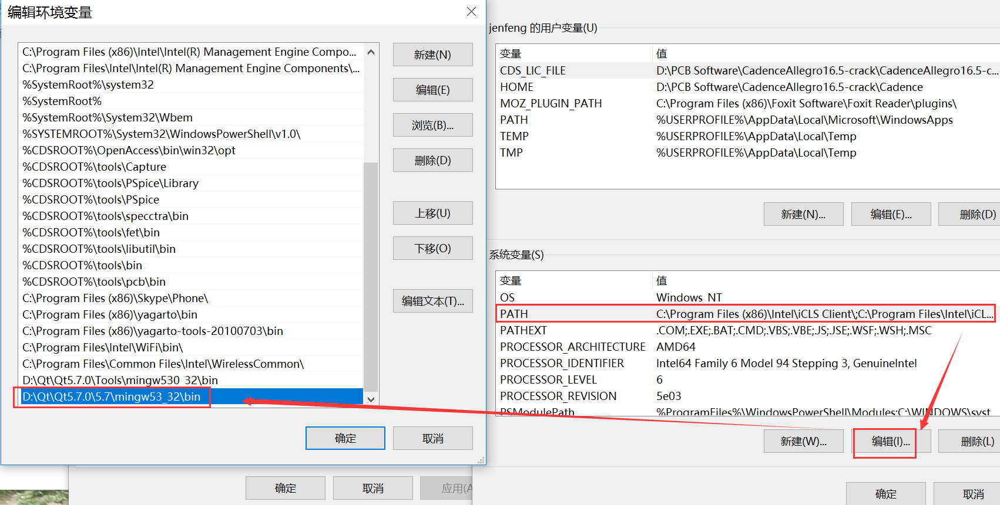 编辑环境变量
C:\Program Files (x86)\Intel\Intel(R) Management Engine Compo...
C:\Program Files\Intel\Intel(R) Management Engine Components\...
%SystemRoot%\system32
%SystemRoot%
%SystemRoot%\System32\Wbem
%SYSTEMROOT%\System32\WindowsPowerShell\v1.0\
%CDSROOT%\OpenAccess\bin\win32\opt
%CDSROOT%\tools\Capture
%CDSROOT%\tools\PSpice\Library
%CDSROOT%\tools\PSpice
%CDSROOT%\tools\specctra\bin
%CDSROOT%\tools\fet\bin
%CDSROOT%\tools\libutil\bin
%CDSROOT%\tools\bin
%CDSROOT%\tools\pcb\bin
C:\Program Files (x86)\Skype\Phone\
C:\Program Files (x86)\yagarto\bin
C:\Program Files (x86)\yagarto-tools-20100703\bin
C:\Program Files\Intel\WiFi\bin\
C:\Program Files\Common Files\Intel\WirelessCommon\
D:\Qt\Qt5.7.0\Tools\mingw530_32\bin
D:\Qt\Qt5.7.0\5.7\mingw53_32\bin
新建(N)
编辑(E)
浏览(B)...
删除(D)
上移(U)
下移(O)
编辑文本(T)...
确定
取消
jenfeng 的用户变量(U)
变量 值
CDS_LIC_FILE D:\PCB Software\CadenceAllegro16.5-crack\CadenceAllegro16.5-c...
HOME D:\PCB Software\CadenceAllegro16.5-crack\Cadence
MOZ_PLUGIN_PATH C:\Program Files (x86)\Foxit Software\Foxit Reader\plugins\
PATH %USERPROFILE%\AppData\Local\Microsoft\WindowsApps
TEMP %USERPROFILE%\AppData\Local\Temp
TMP %USERPROFILE%\AppData\Local\Temp
新建(N)... 编辑(E)... 删除(D)
系统变量(S)
变量 值
OS Windows_NT
PATH C:\Program Files (x86)\Intel\iCLS Client\;C:\Program Files\Intel\iCL...
PATHEXT .COM;.EXE;.BAT;.CMD;.VBS;.VBE;.JS;.JSE;.WSF;.WSH;.MSC
PROCESSOR_ARCHITECTURE AMD64
PROCESSOR_IDENTIFIER Intel64 Family 6 Model 94 Stepping 3, GenuineIntel
PROCESSOR_LEVEL 6
PROCESSOR_REVISION 5e03
PSModulePath %ProgramFiles%\WindowsPowerShell\Modules;C:\WINDOWS\syst
新建(W)... 编辑(I)... 删除(L)
确定 取消 应用(A
确定 取消